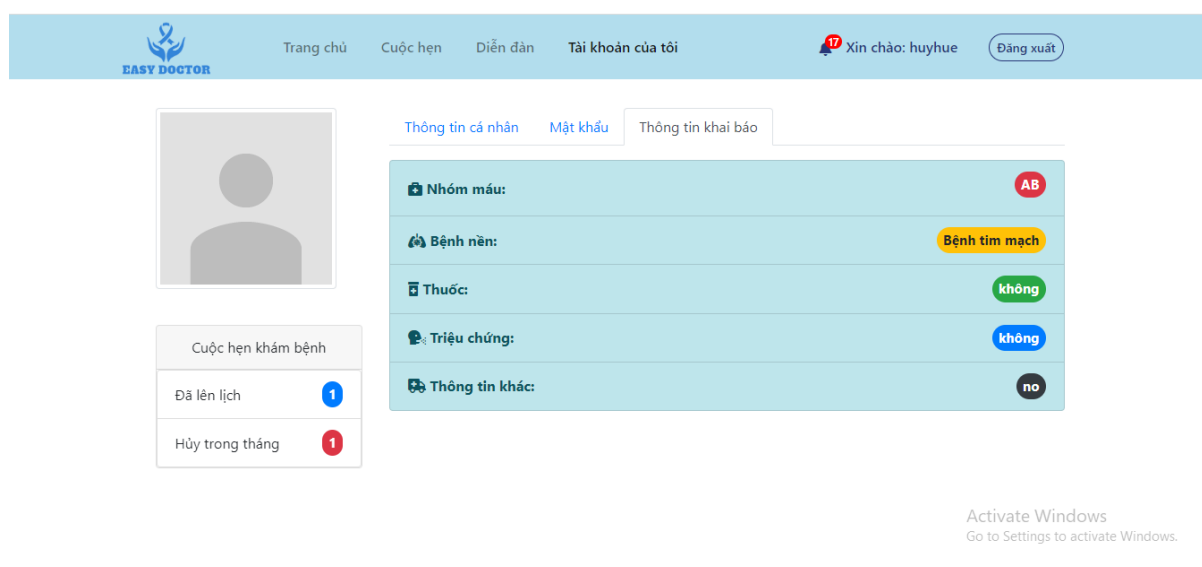 EASY DOCTOR
Trang chủ Cuộc hẹn Diễn đàn Tài khoản của tôi 17 Xin chào: huyhue Đăng xuất
Thông tin cá nhân Mật khẩu Thông tin khai báo
Nhóm máu: AB
Bệnh nền: Bệnh tim mạch
Thuốc: không
Triệu chứng: không
Thông tin khác: no
Cuộc hẹn khám bệnh
Đã lên lịch 1
Hủy trong tháng 1
Activate Windows
Go to Settings to activate Windows.